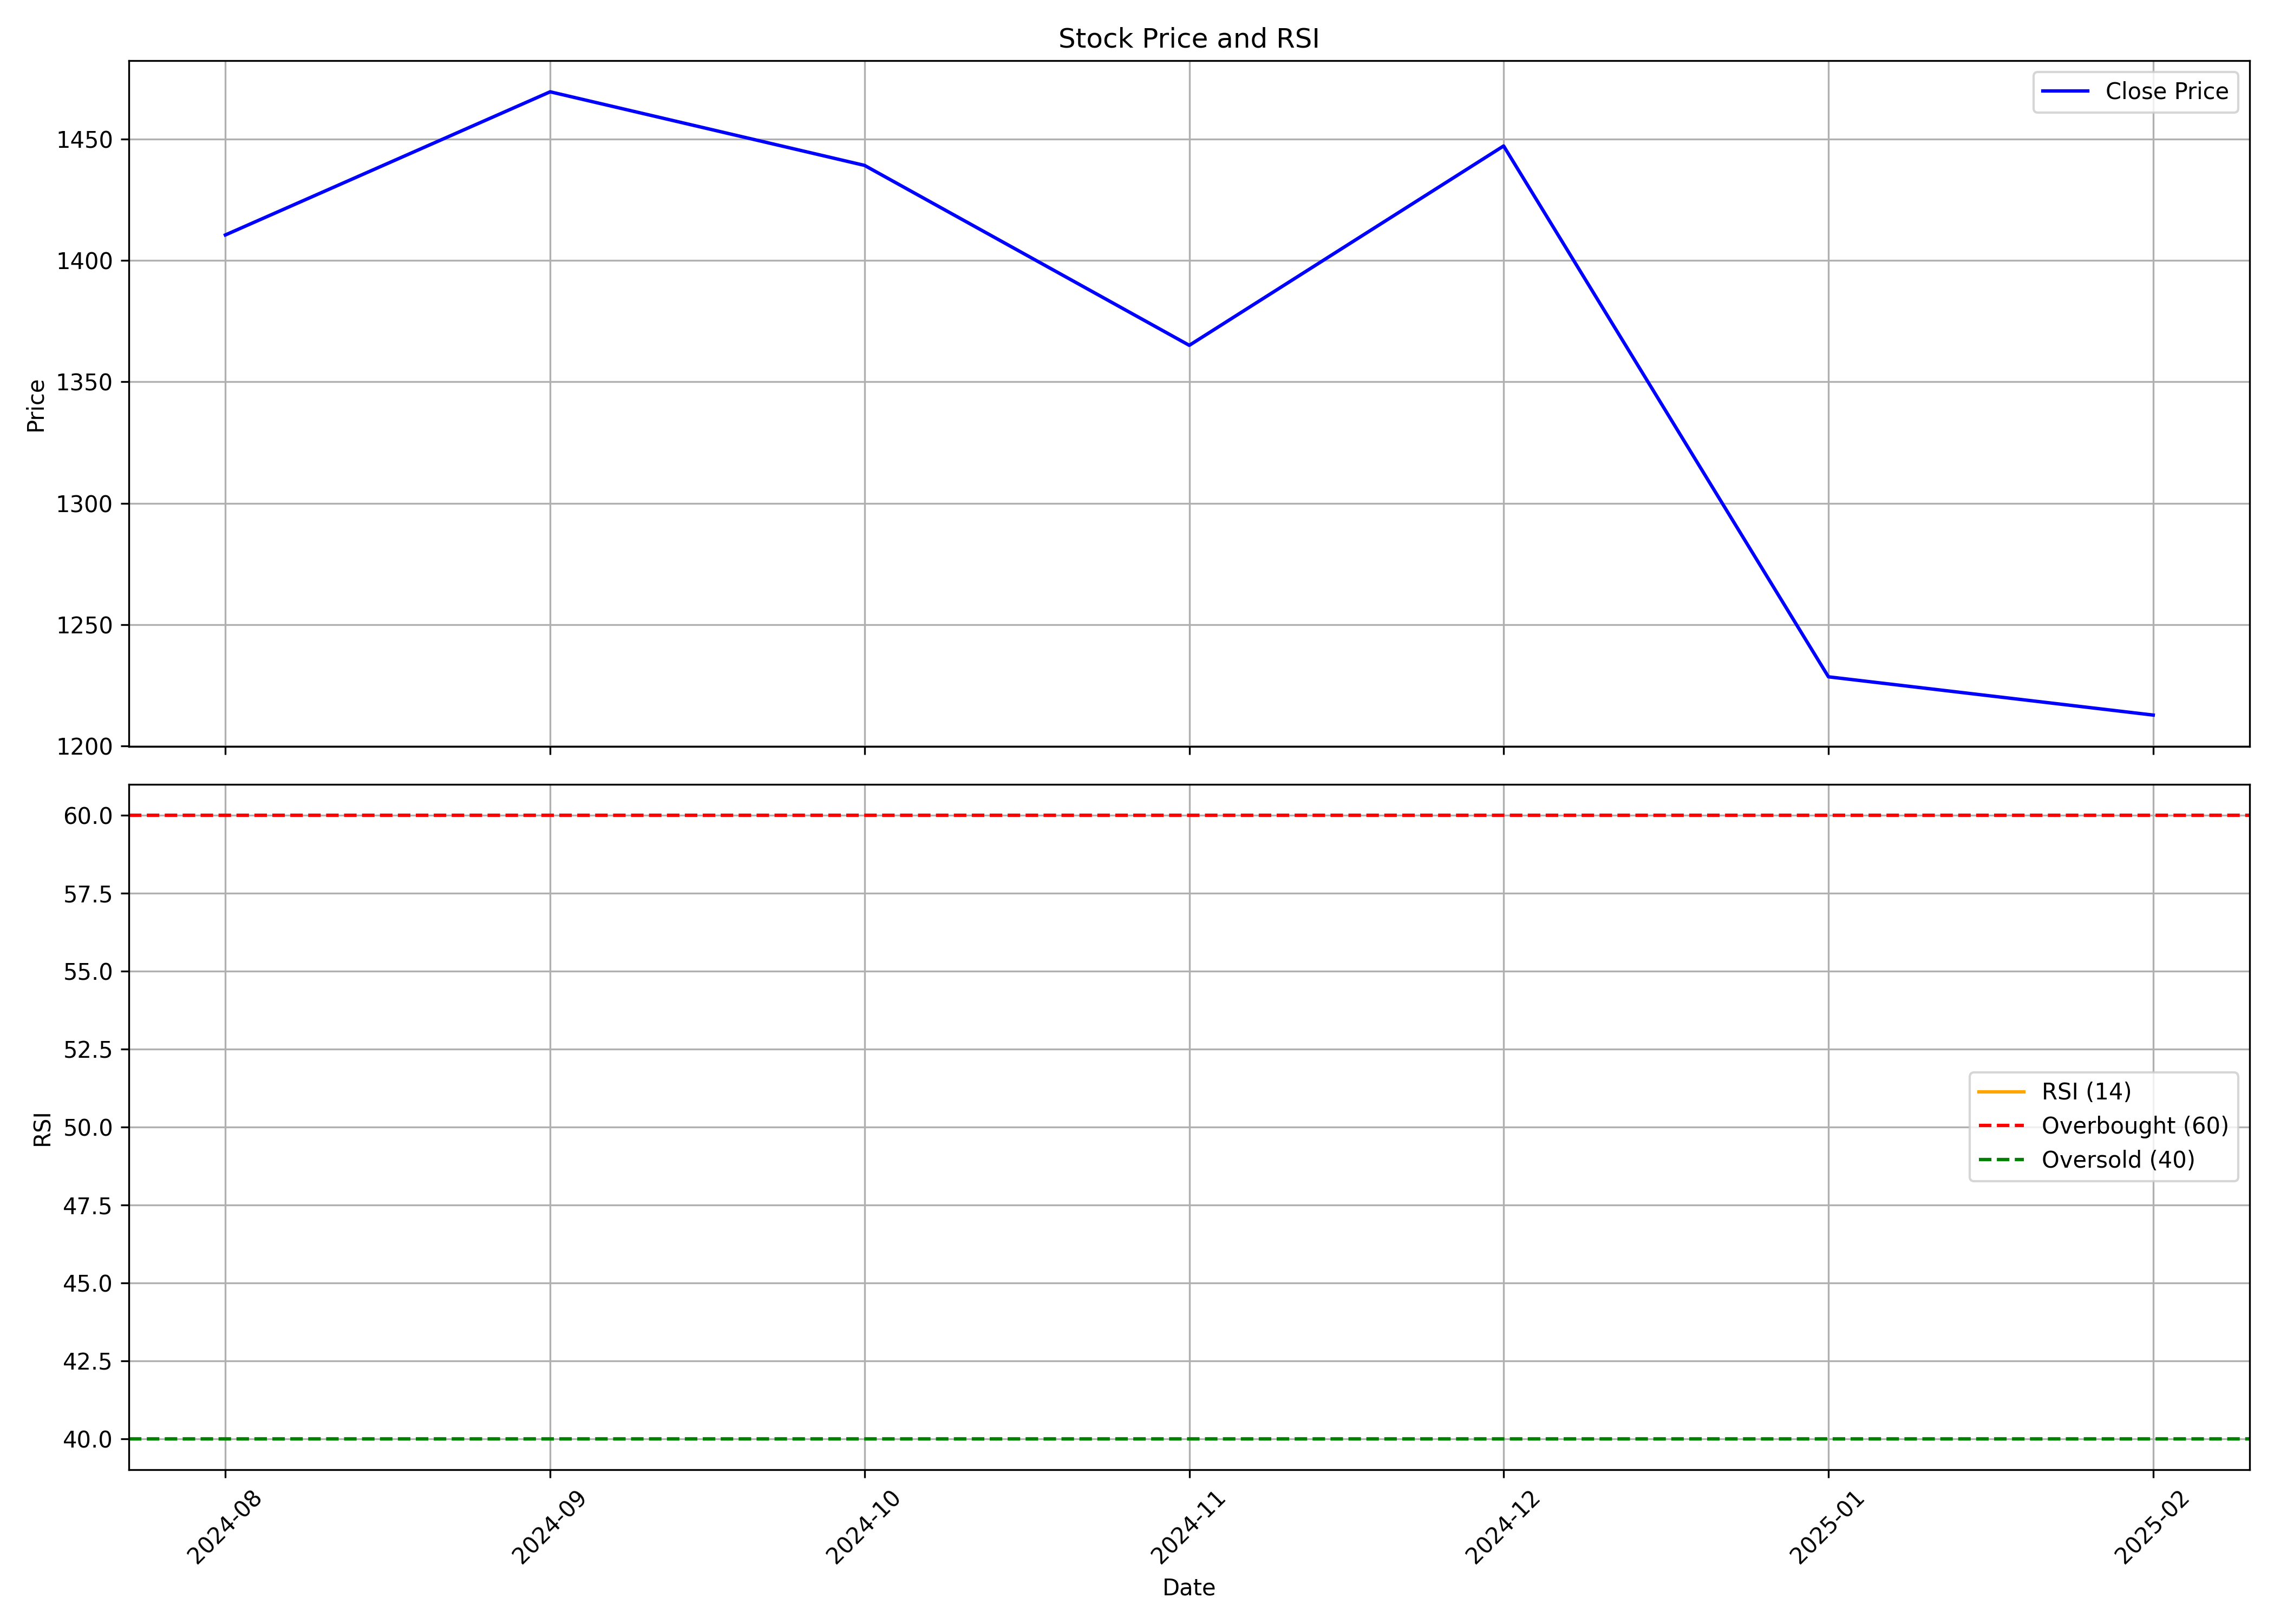 Stock Price and RSI
Close Price
Price
1450
1400
1350
1300
1250
1200
60.0
57.5
55.0
52.5
50.0
47.5
45.0
42.5
40.0
RSI
RSI (14)
Overbought (60)
Oversold (40)
2024-08
2024-09
2024-10
2024-11
2024-12
2025-01
2025-02
Date